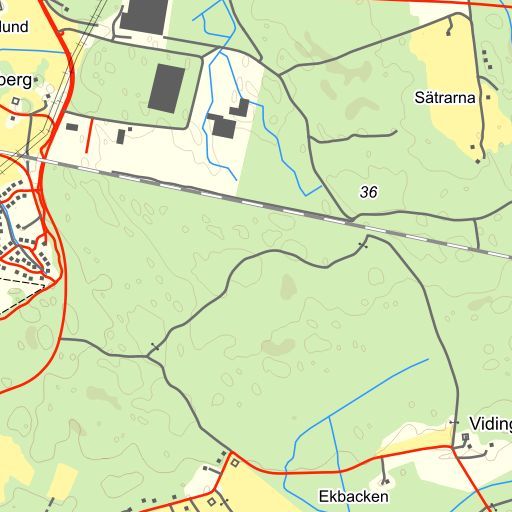 lund
berg
Sätrarna
36
Viding
Ekbacken